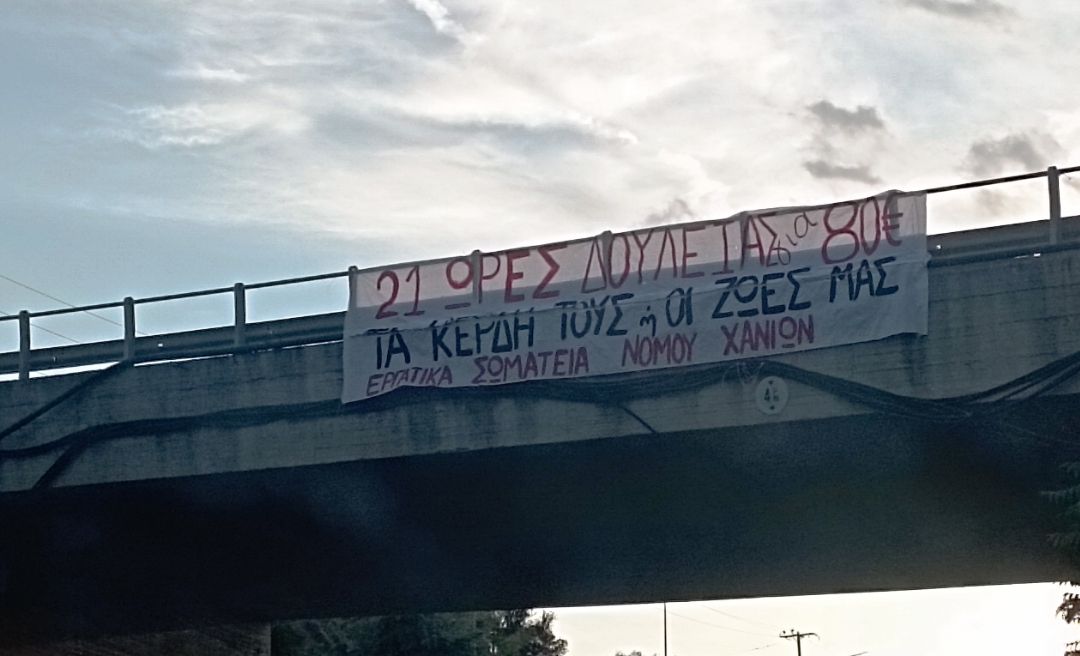 21 ΩΡΕΣ ΔΟΥΛΕΙΑΣ για 80€
ΤΑ ΚΕΡΔΗ ΤΟΥΣ ή ΟΙ ΖΩΕΣ ΜΑΣ
ΕΡΓΑΤΙΚΑ ΣΩΜΑΤΕΙΑ ΝΟΜΟΥ ΧΑΝΙΩΝ